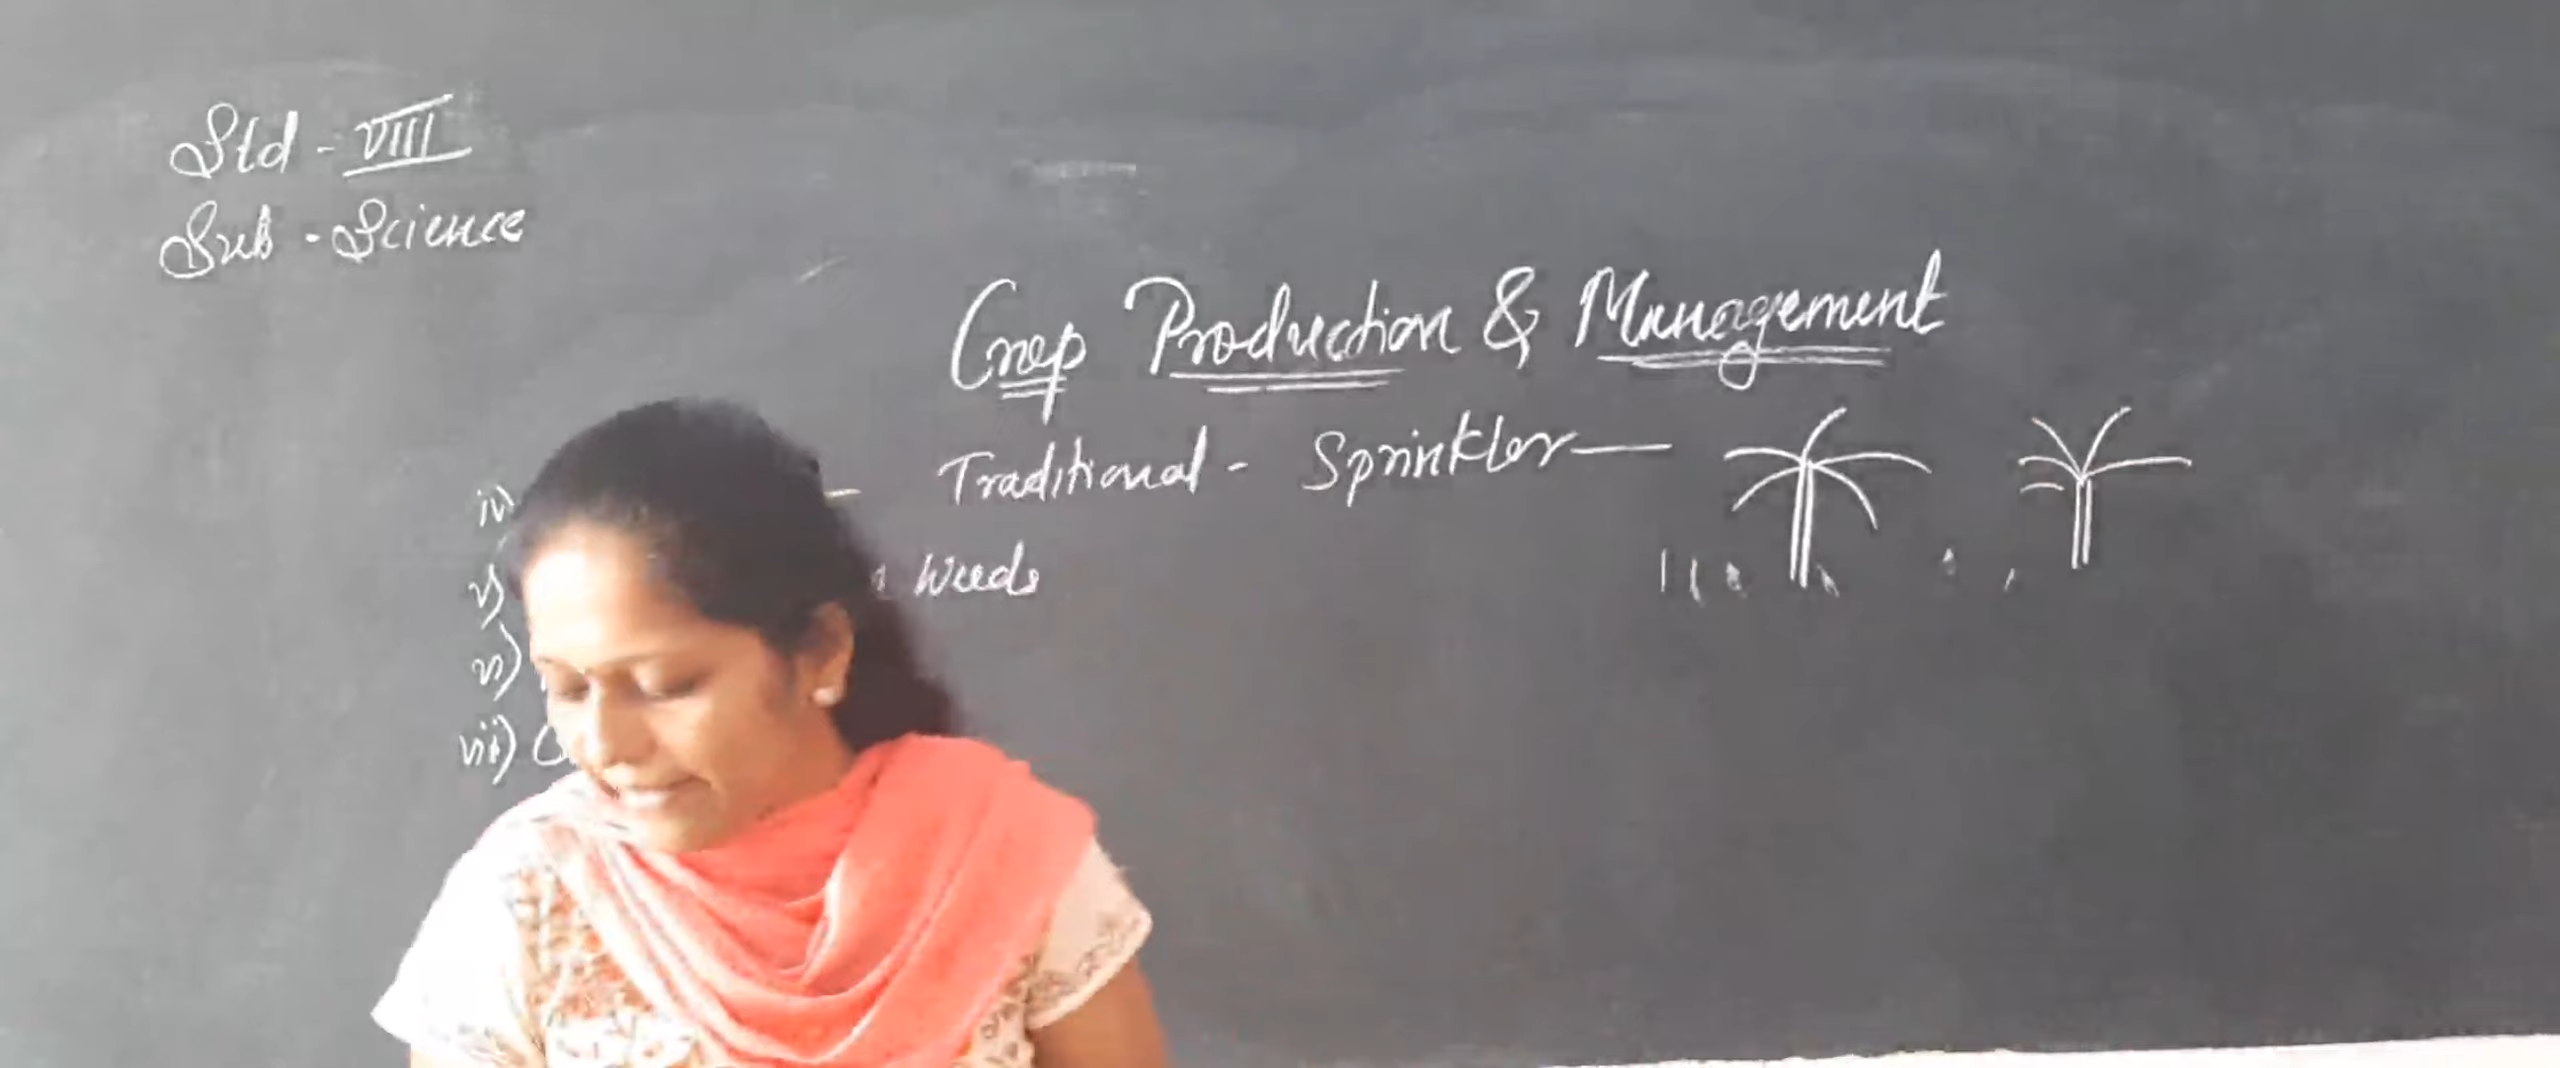 Std - VIII
Sub - Science
Crop Production & Management
iv) - Traditional - Sprinkler —
v) Weeds
vi)
vii)